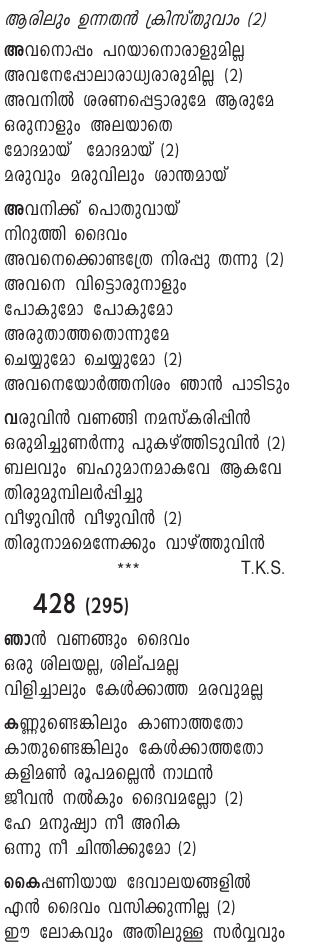 ആരിലും ഉന്നതൻ ക്രിസ്തുവാം (2)
അവനൊപ്പം പറയാനൊരാളുമില്ല
അവനേപ്പോലാരാധ്യരാരുമില്ല (2)
അവനിൽ ശരണപ്പെട്ടാരുമേ ആരുമേ
ഒരുനാളും അലയാതെ
മോദമായ് മോദമായ് (2)
മരുവും മരുവിലും ശാന്തമായ്
അവനിക്ക് പൊതുവായ്
നിറുത്തി ദൈവം
അവനെക്കൊണ്ടത്രേ നിരപ്പു തന്നു (2)
അവനെ വിട്ടൊരുനാളും
പോകുമോ പോകുമോ
അരുതാത്തതൊന്നുമേ
ചെയ്യുമോ ചെയ്യുമോ (2)
അവനെയോർത്തനിശം ഞാൻ പാടിടും
വരുവിൻ വണങ്ങി നമസ്കരിപ്പിൻ
ഒരുമിച്ചുണർന്നു പുകഴ്ത്തിടുവിൻ (2)
ബലവും ബഹുമാനമാകവേ ആകവേ
തിരുമുമ്പിലർപ്പിച്ചു
വീഴുവിൻ വീഴുവിൻ (2)
തിരുനാമമെന്നേക്കും വാഴ്ത്തുവിൻ
*** T.K.S.
428 (295)
ഞാൻ വണങ്ങും ദൈവം
ഒരു ശിലയല്ല, ശില്പമല്ല
വിളിച്ചാലും കേൾക്കാത്ത മരവുമല്ല
കണ്ണുണ്ടെങ്കിലും കാണാത്തതോ
കാതുണ്ടെങ്കിലും കേൾക്കാത്തതോ
കളിമൺ രൂപമല്ലെൻ നാഥൻ
ജീവൻ നൽകും ദൈവമല്ലോ (2)
ഹേ മനുഷ്യാ നീ അറിക
ഒന്നു നീ ചിന്തിക്കുമോ (2)
കൈപ്പണിയായ ദേവാലയങ്ങളിൽ
എൻ ദൈവം വസിക്കുന്നില്ല (2)
ഈ ലോകവും അതിലുള്ള സർവ്വവും